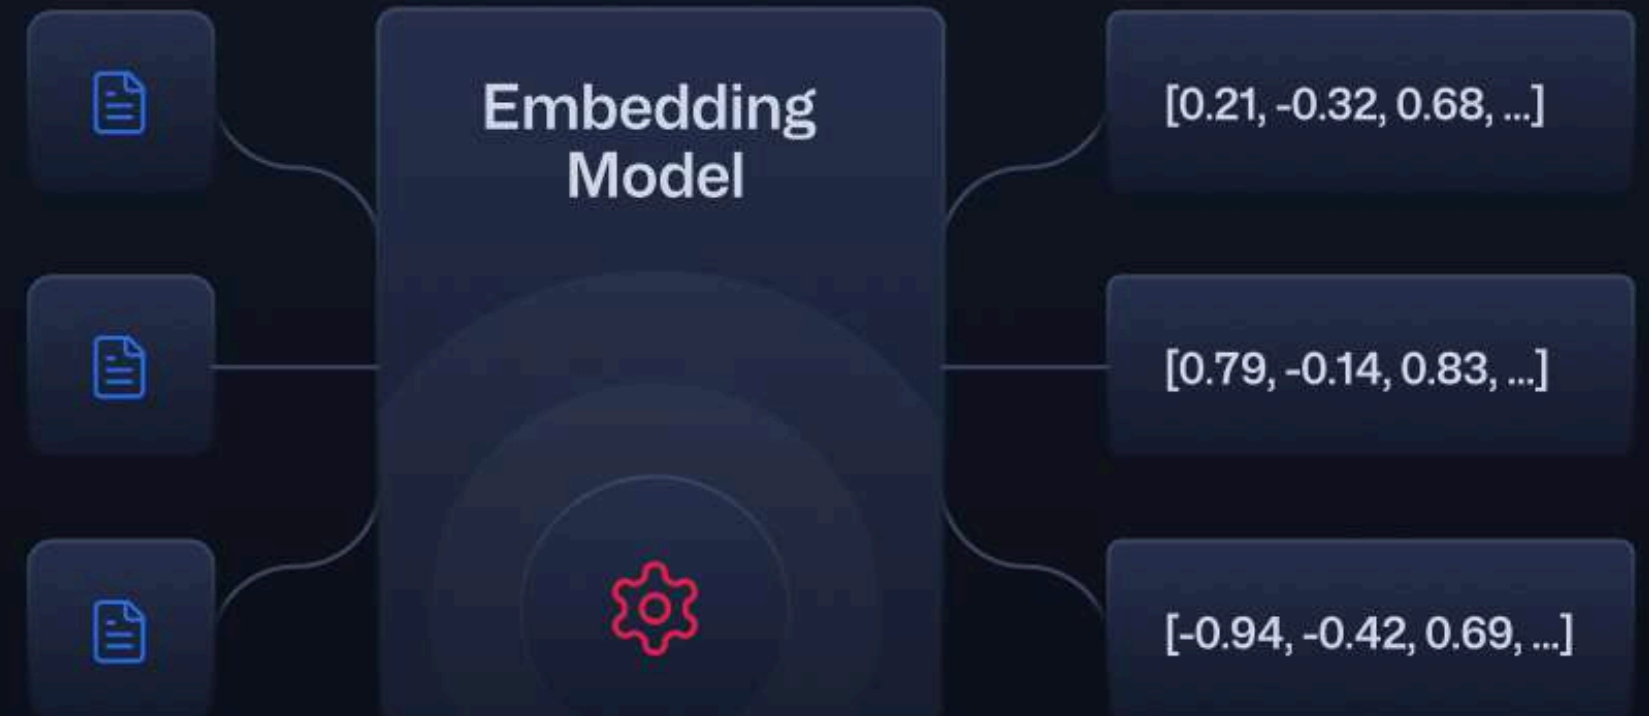 Embedding
Model
[0.21, -0.32, 0.68, ...]
[0.79, -0.14, 0.83, ...]
[-0.94, -0.42, 0.69, ...]